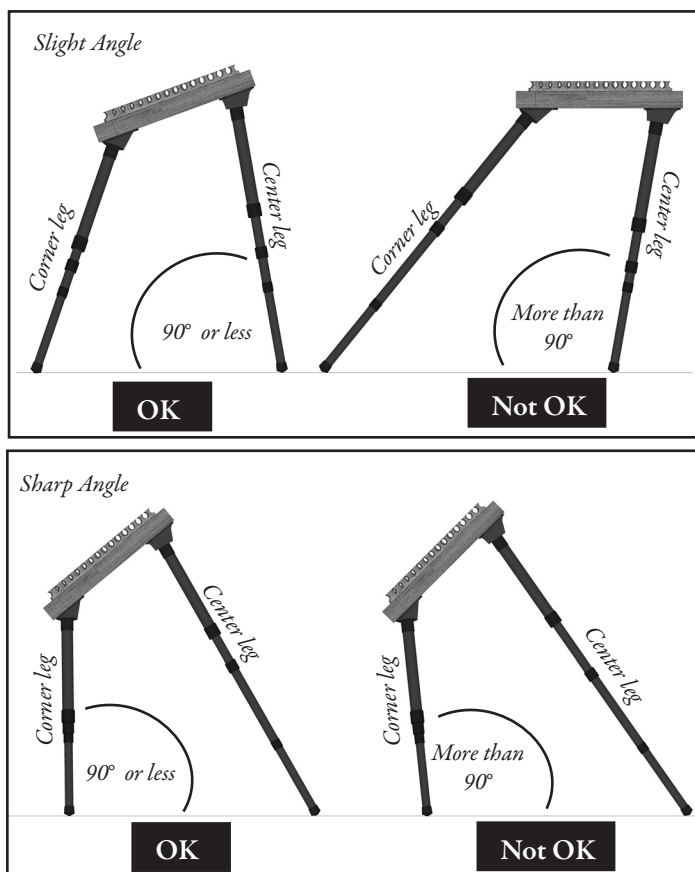 Slight Angle
Corner leg
Center leg
90° or less
OK
Corner leg
Center leg
More than
90°
Not OK
Sharp Angle
Corner leg
Center leg
90° or less
OK
Corner leg
Center leg
More than
90°
Not OK